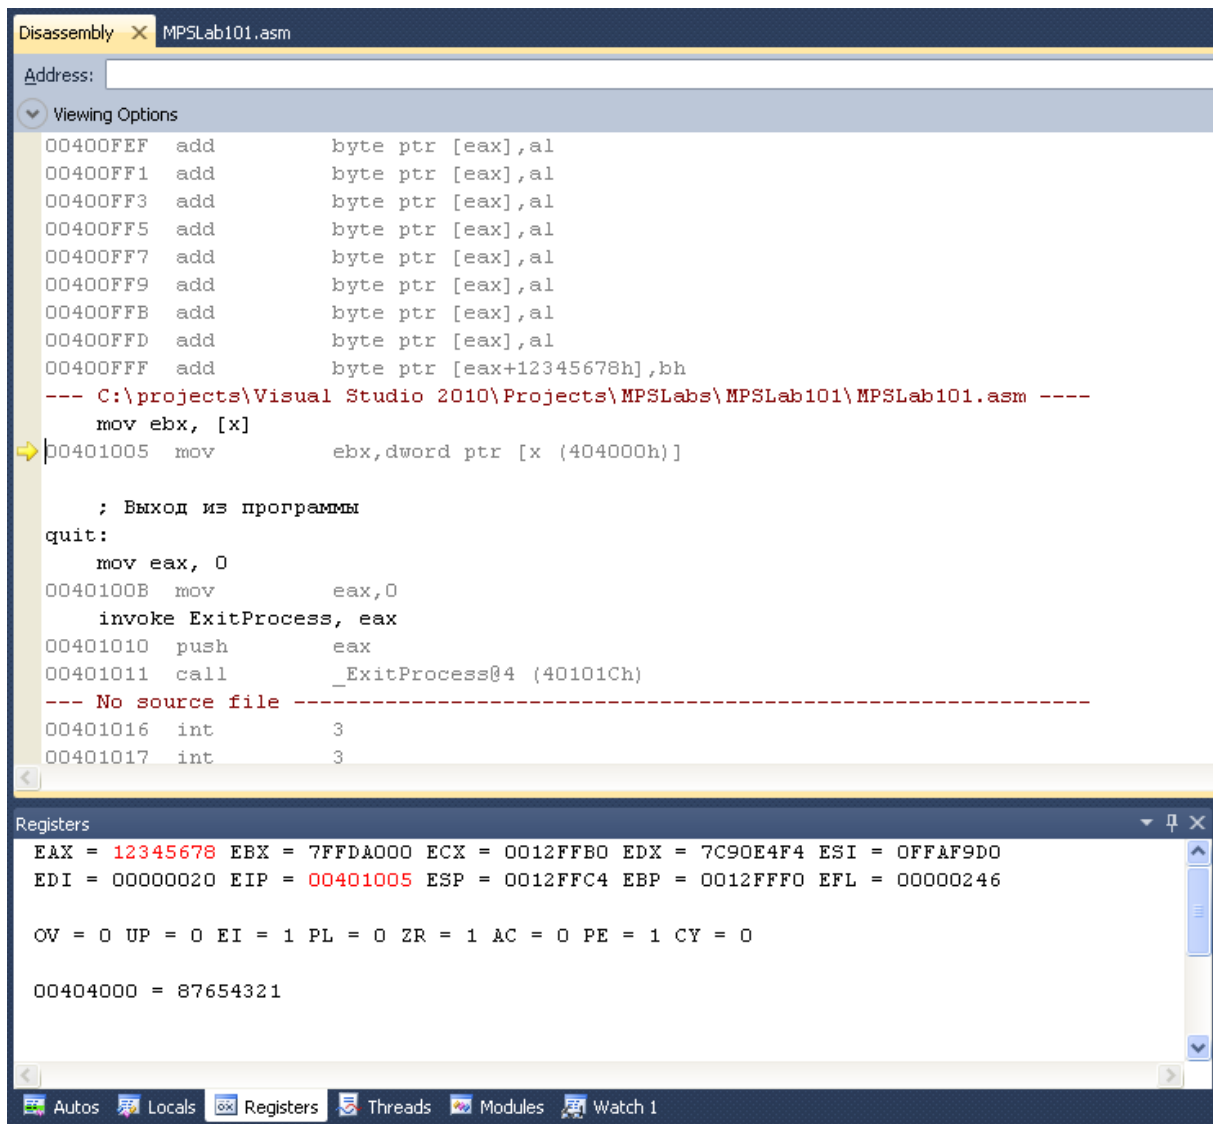 Disassembly MPSLab101.asm
Address:
Viewing Options
00400FEF add byte ptr [eax],al
00400FF1 add byte ptr [eax],al
00400FF3 add byte ptr [eax],al
00400FF5 add byte ptr [eax],al
00400FF7 add byte ptr [eax],al
00400FF9 add byte ptr [eax],al
00400FFB add byte ptr [eax],al
00400FFD add byte ptr [eax],al
00400FFF add byte ptr [eax+12345678h],bh
--- C:\projects\Visual Studio 2010\Projects\MPSLabs\MPSLab101\MPSLab101.asm ----
mov ebx, [x]
00401005 mov ebx,dword ptr [x (404000h)]
; Выход из программы
quit:
mov eax, 0
0040100B mov eax,0
invoke ExitProcess, eax
00401010 push eax
00401011 call _ExitProcess@4 (40101Ch)
--- No source file -------------------------------------------------------------
00401016 int 3
00401017 int 3
Registers
EAX = 12345678 EBX = 7FFDA000 ECX = 0012FFB0 EDX = 7C90E4F4 ESI = 0FFAF9D0
EDI = 00000020 EIP = 00401005 ESP = 0012FFC4 EBP = 0012FFF0 EFL = 00000246
OV = 0 UP = 0 EI = 1 PL = 0 ZR = 1 AC = 0 PE = 1 CY = 0
00404000 = 87654321
Autos Locals Registers Threads Modules Watch 1